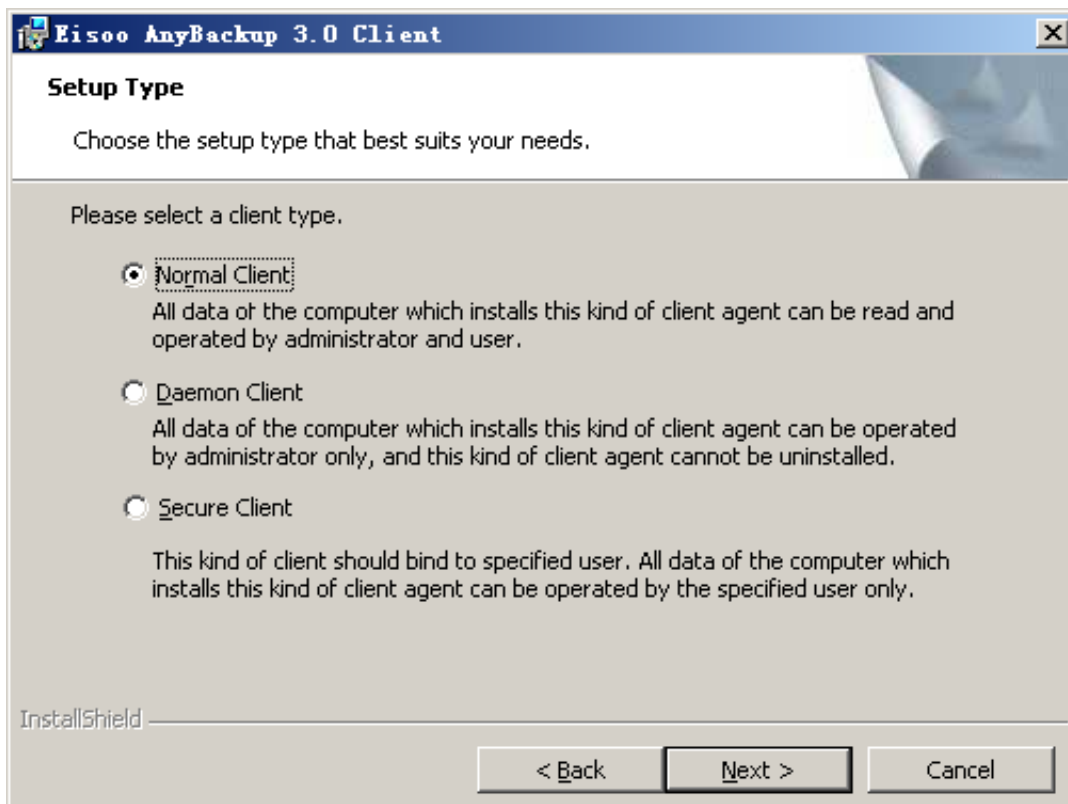 Eisoo AnyBackup 3.0 Client
Setup Type
Choose the setup type that best suits your needs.
Please select a client type.
Normal Client
All data of the computer which installs this kind of client agent can be read and
operated by administrator and user.
Daemon Client
All data of the computer which installs this kind of client agent can be operated
by administrator only, and this kind of client agent cannot be uninstalled.
Secure Client
This kind of client should bind to specified user. All data of the computer which
installs this kind of client agent can be operated by the specified user only.
InstallShield
< Back Next > Cancel